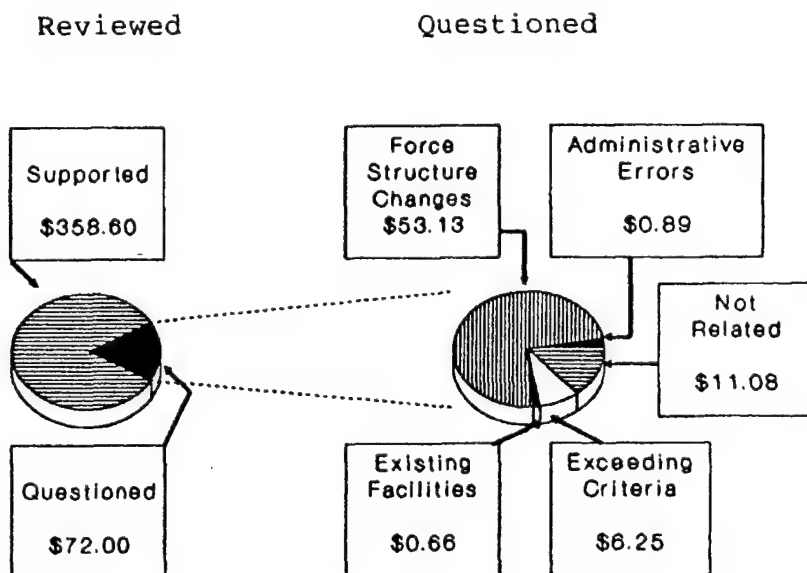 Reviewed
Questioned
Supported
$358.60
Force
Structure
Changes
$53.13
Administrative
Errors
$0.89
Not
Related
$11.08
Questioned
$72.00
Existing
Facilities
$0.66
Exceeding
Criteria
$6.25